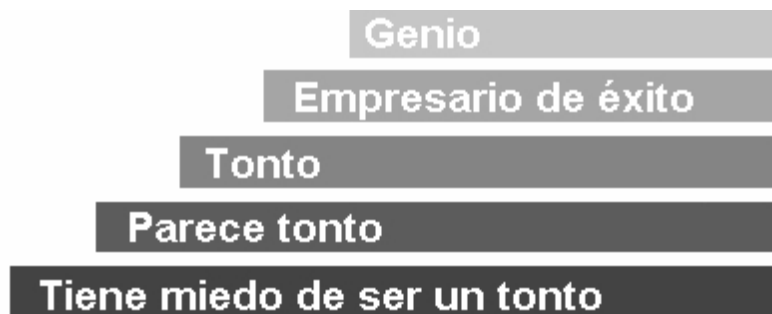 Genio
Empresario de éxito
Tonto
Parece tonto
Tiene miedo de ser un tonto